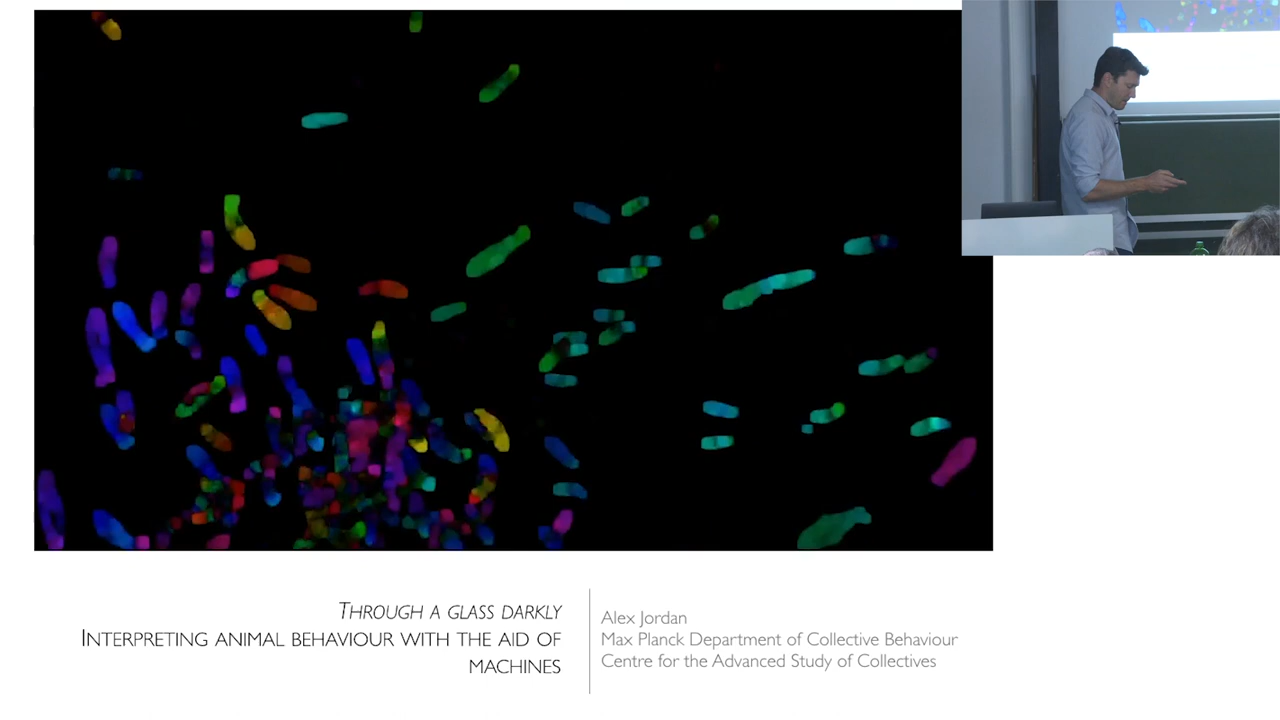 THROUGH A GLASS DARKLY
INTERPRETING ANIMAL BEHAVIOUR WITH THE AID OF
MACHINES
Alex Jordan
Max Planck Department of Collective Behaviour
Centre for the Advanced Study of Collectives